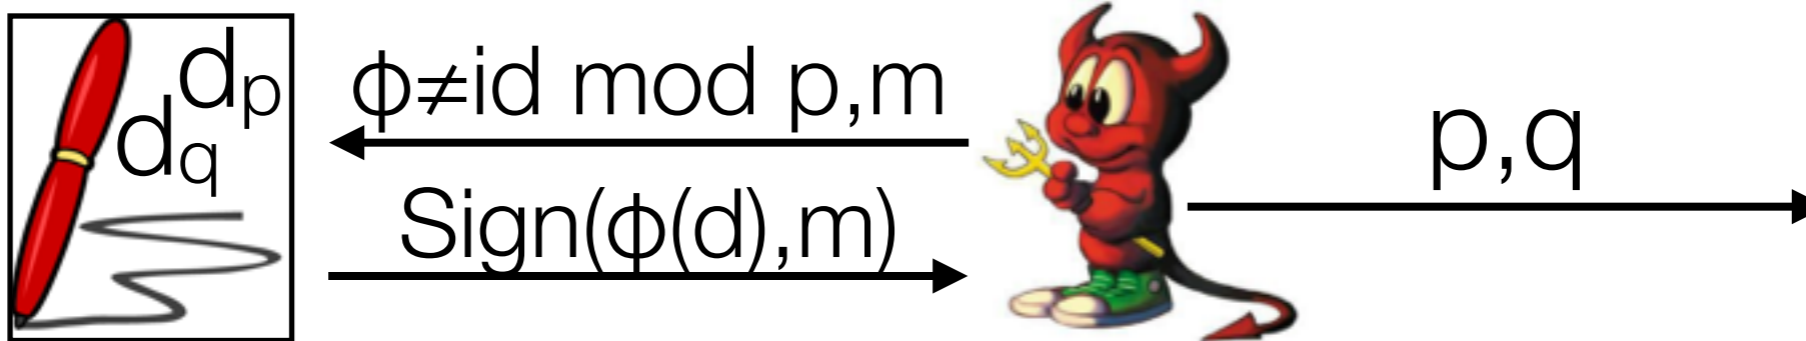 dp
dq
ϕ≠id mod p,m
Sign(ϕ(d),m)
p,q